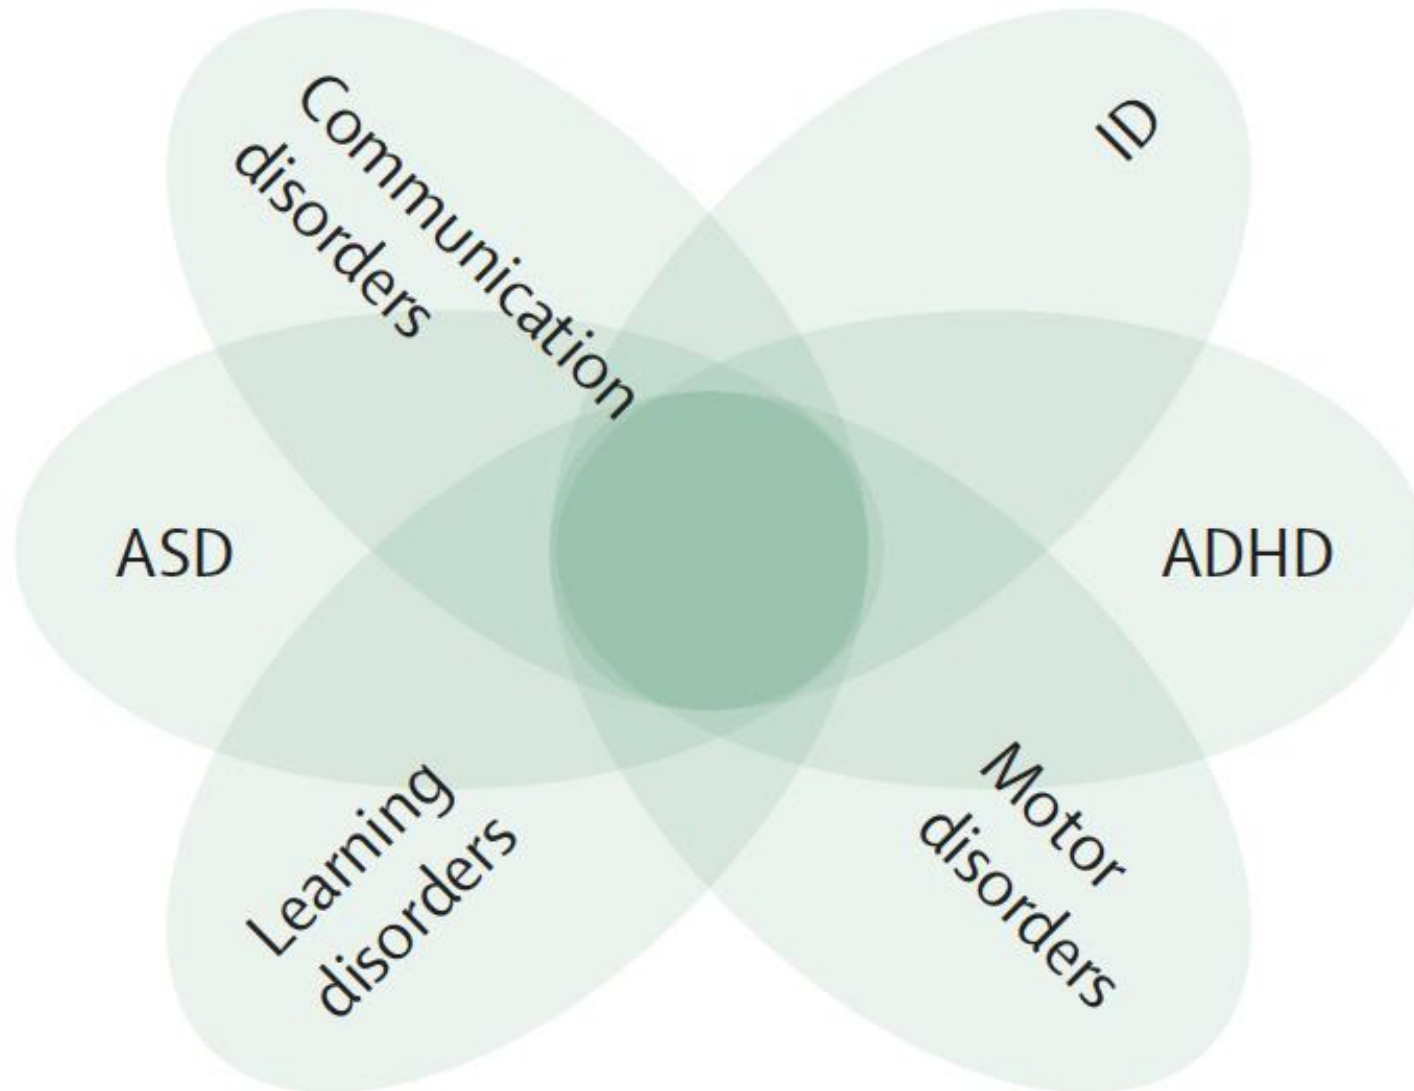 Communication
disorders
ID
ASD
ADHD
Learning
disorders
Motor
disorders